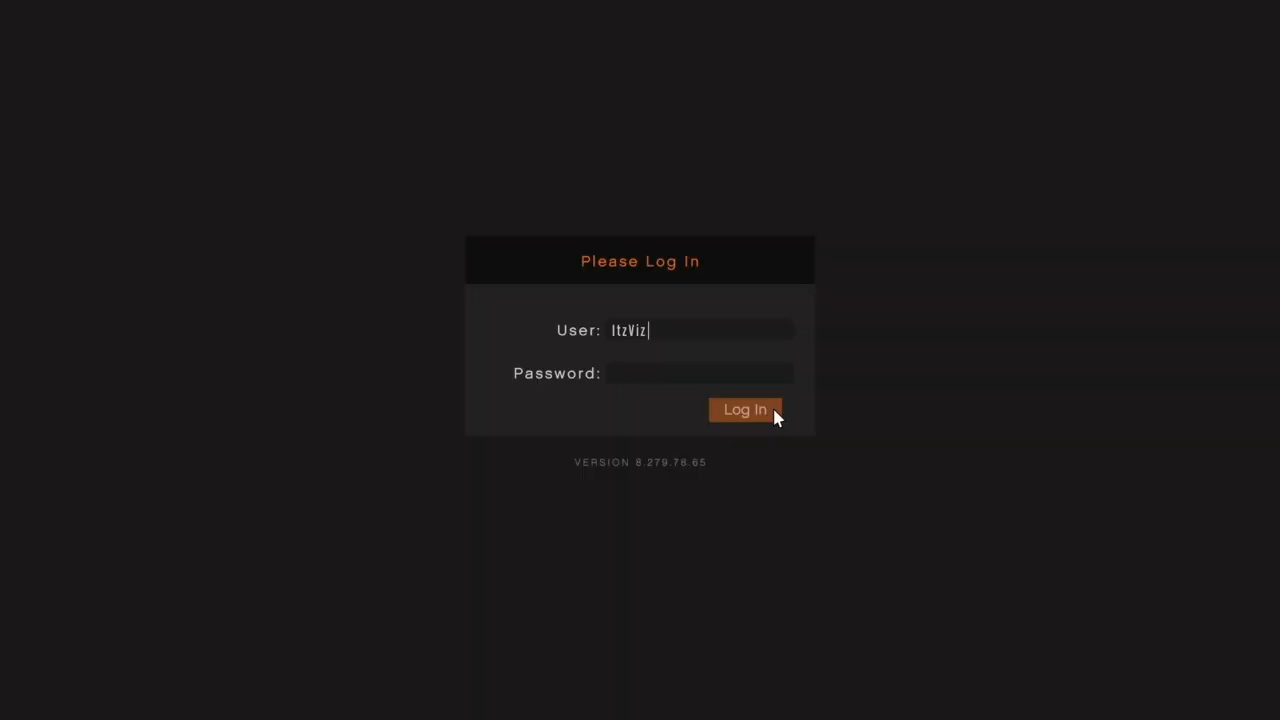 Please Log In
User: ItzViz
Password:
Log In
VERSION 8.279.78.65